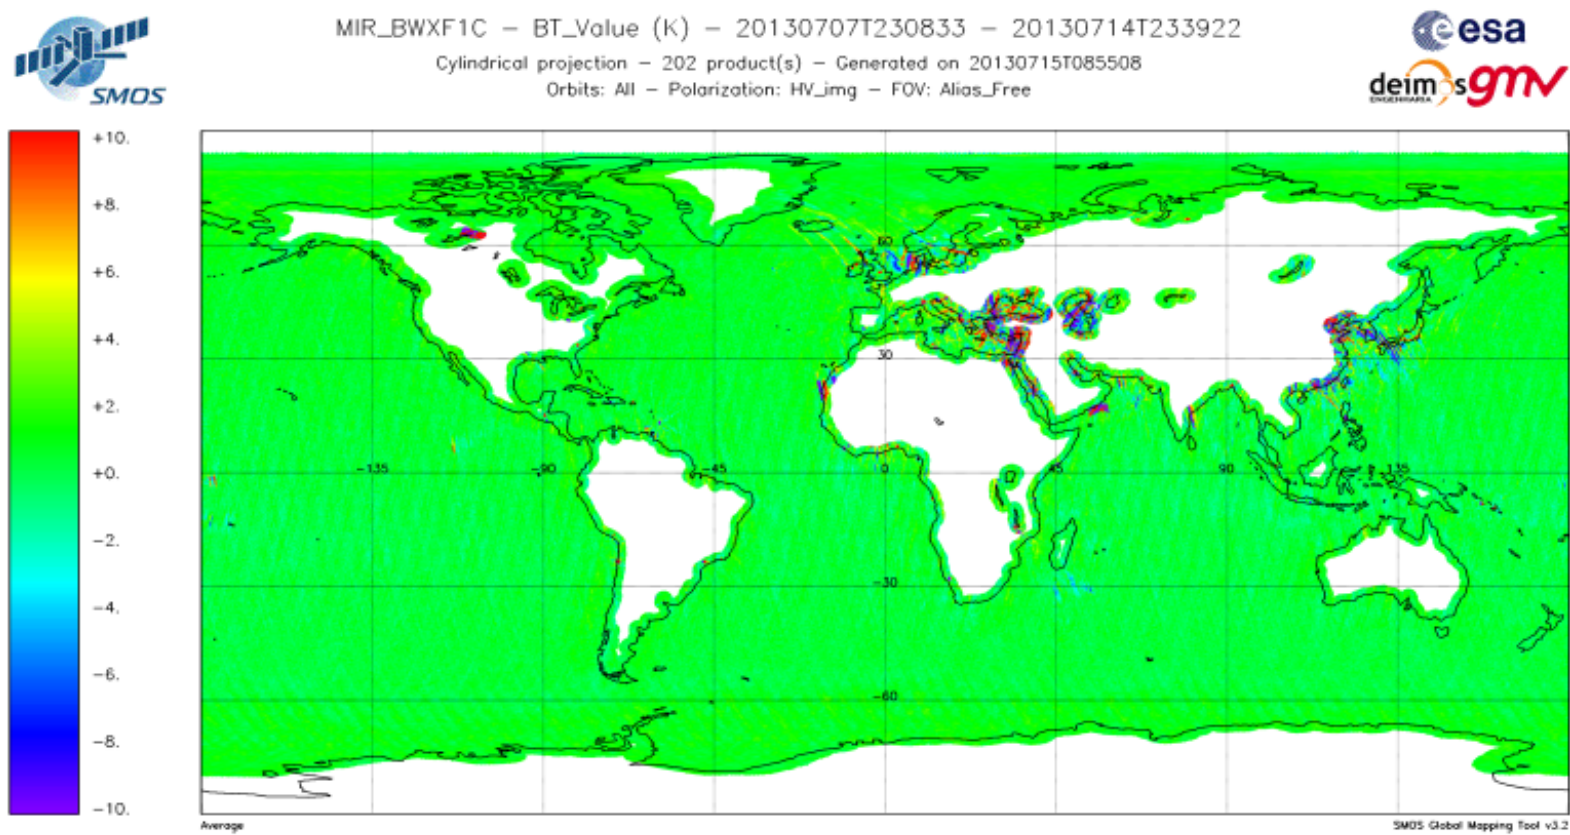 MIR_BWXF1C – BT_Value (K) – 20130707T230833 – 20130714T233922
Cylindrical projection – 202 product(s) – Generated on 20130715T085508
Orbits: All – Polarization: HV_img – FOV: Alias_Free
SMOS
esa
deimos gmv
ENGENHARIA
+10.
+8.
+6.
+4.
+2.
+0.
−2.
−4.
−6.
−8.
−10.
60
30
−135 −90 −45 0 45 90 135
−30
−60
Average
SMOS Global Mapping Tool v3.2